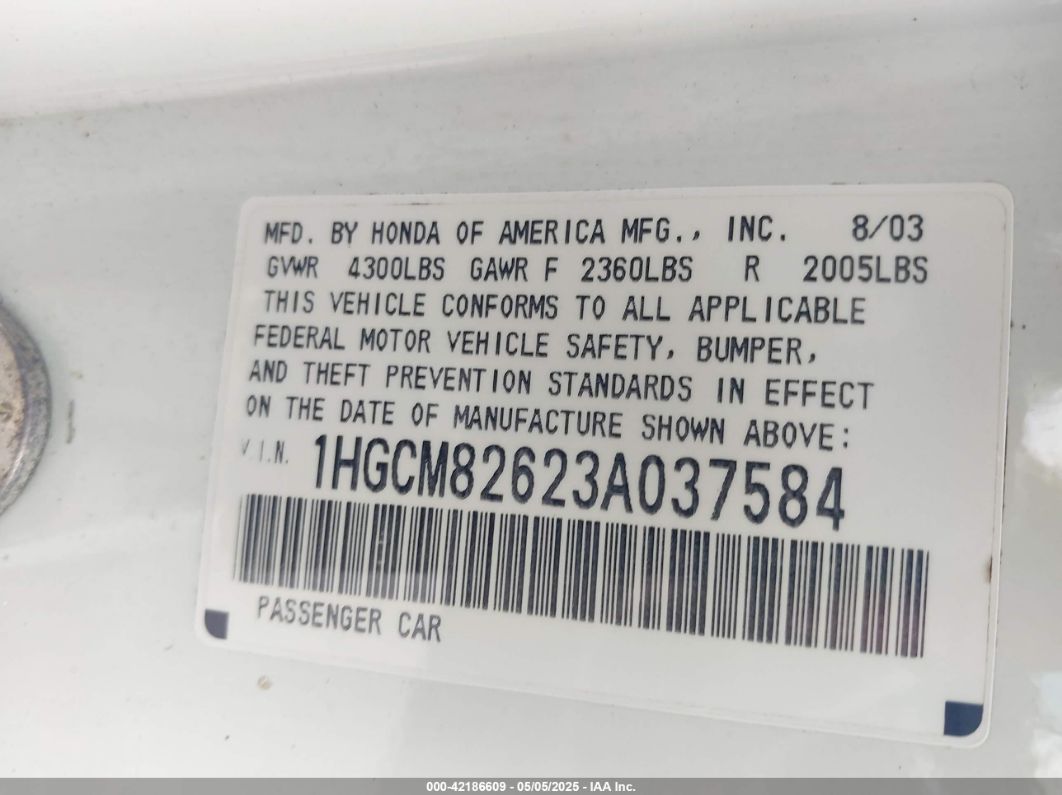 MFD. BY HONDA OF AMERICA MFG., INC. 8/03
GVWR 4300LBS GAWR F 2360LBS R 2005LBS
THIS VEHICLE CONFORMS TO ALL APPLICABLE
FEDERAL MOTOR VEHICLE SAFETY, BUMPER,
AND THEFT PREVENTION STANDARDS IN EFFECT
ON THE DATE OF MANUFACTURE SHOWN ABOVE:
V.I.N. 1HGCM82623A037584
PASSENGER CAR
000-42186609 - 05/05/2025 - IAA Inc.